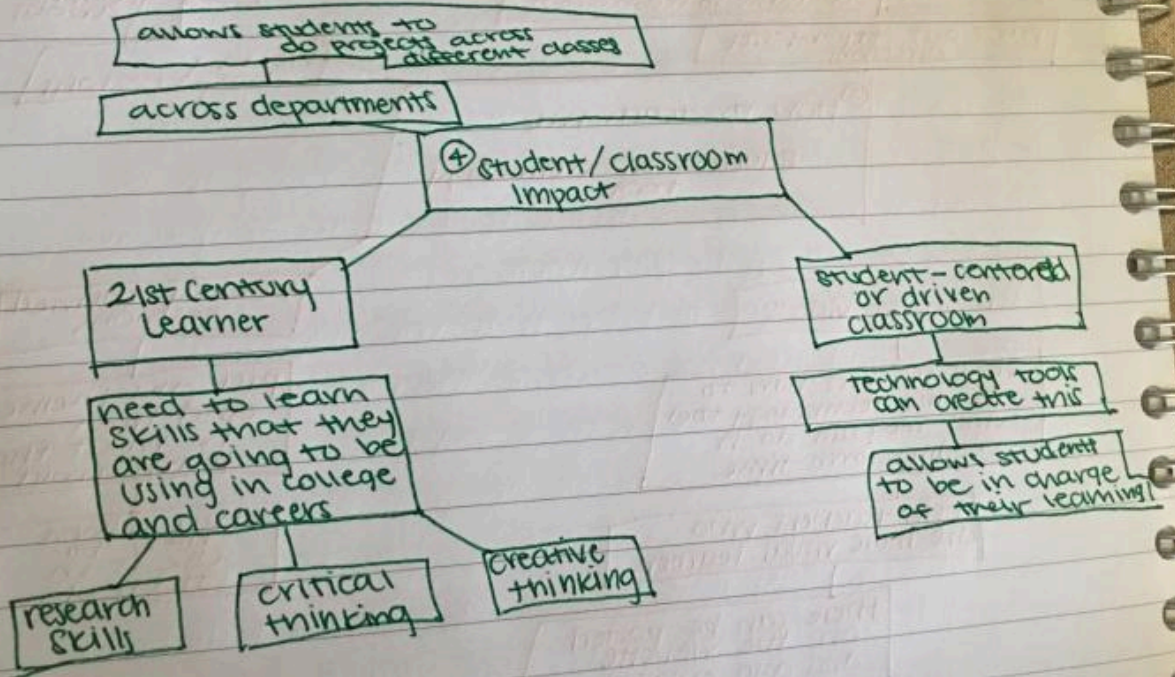 allows students to
do projects across
different classes
across departments
④ student/classroom
Impact
21st century
Learner
student-centered
or driven
classroom
need to learn
skills that they
are going to be
using in college
and careers
technology tools
can create this
allows students
to be in charge
of their learning!
research
skills
critical
thinking
creative
thinking